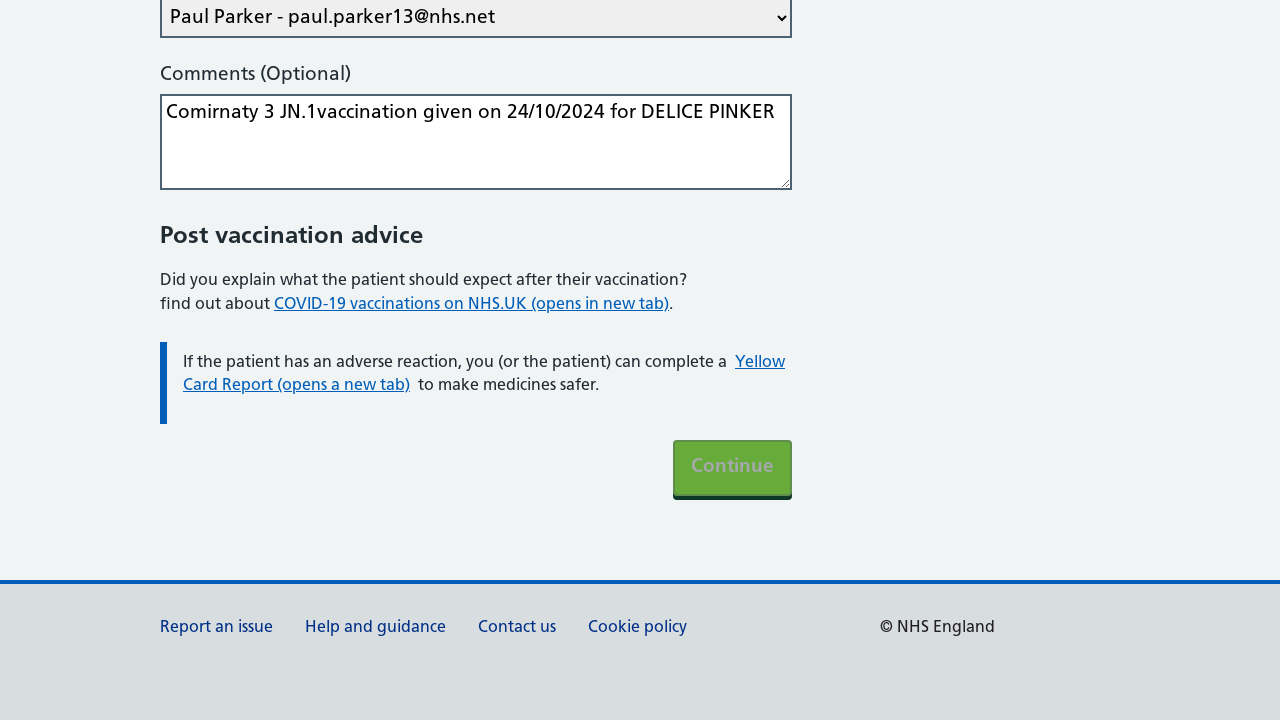 Paul Parker - paul.parker13@nhs.net
Comments (Optional)
Comirnaty 3 JN.1vaccination given on 24/10/2024 for DELICE PINKER
Post vaccination advice
Did you explain what the patient should expect after their vaccination?
find out about COVID-19 vaccinations on NHS.UK (opens in new tab).
If the patient has an adverse reaction, you (or the patient) can complete a Yellow
Card Report (opens a new tab) to make medicines safer.
Continue
Report an issue Help and guidance Contact us Cookie policy © NHS England